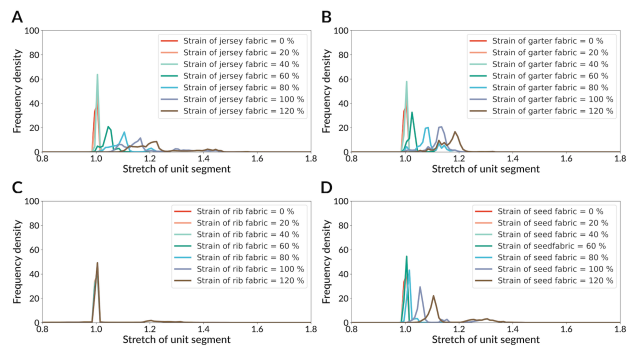 A
Frequency density
100
80
60
40
20
0
0.8 1.0 1.2 1.4 1.6 1.8
Stretch of unit segment
Strain of jersey fabric = 0 %
Strain of jersey fabric = 20 %
Strain of jersey fabric = 40 %
Strain of jersey fabric = 60 %
Strain of jersey fabric = 80 %
Strain of jersey fabric = 100 %
Strain of jersey fabric = 120 %
B
Frequency density
100
80
60
40
20
0
0.8 1.0 1.2 1.4 1.6 1.8
Stretch of unit segment
Strain of garter fabric = 0 %
Strain of garter fabric = 20 %
Strain of garter fabric = 40 %
Strain of garter fabric = 60 %
Strain of garter fabric = 80 %
Strain of garter fabric = 100 %
Strain of garter fabric = 120 %
C
Frequency density
100
80
60
40
20
0
0.8 1.0 1.2 1.4 1.6 1.8
Stretch of unit segment
Strain of rib fabric = 0 %
Strain of rib fabric = 20 %
Strain of rib fabric = 40 %
Strain of rib fabric = 60 %
Strain of rib fabric = 80 %
Strain of rib fabric = 100 %
Strain of rib fabric = 120 %
D
Frequency density
100
80
60
40
20
0
0.8 1.0 1.2 1.4 1.6 1.8
Stretch of unit segment
Strain of seed fabric = 0 %
Strain of seed fabric = 20 %
Strain of seed fabric = 40 %
Strain of seedfabric = 60 %
Strain of seed fabric = 80 %
Strain of seed fabric = 100 %
Strain of seed fabric = 120 %